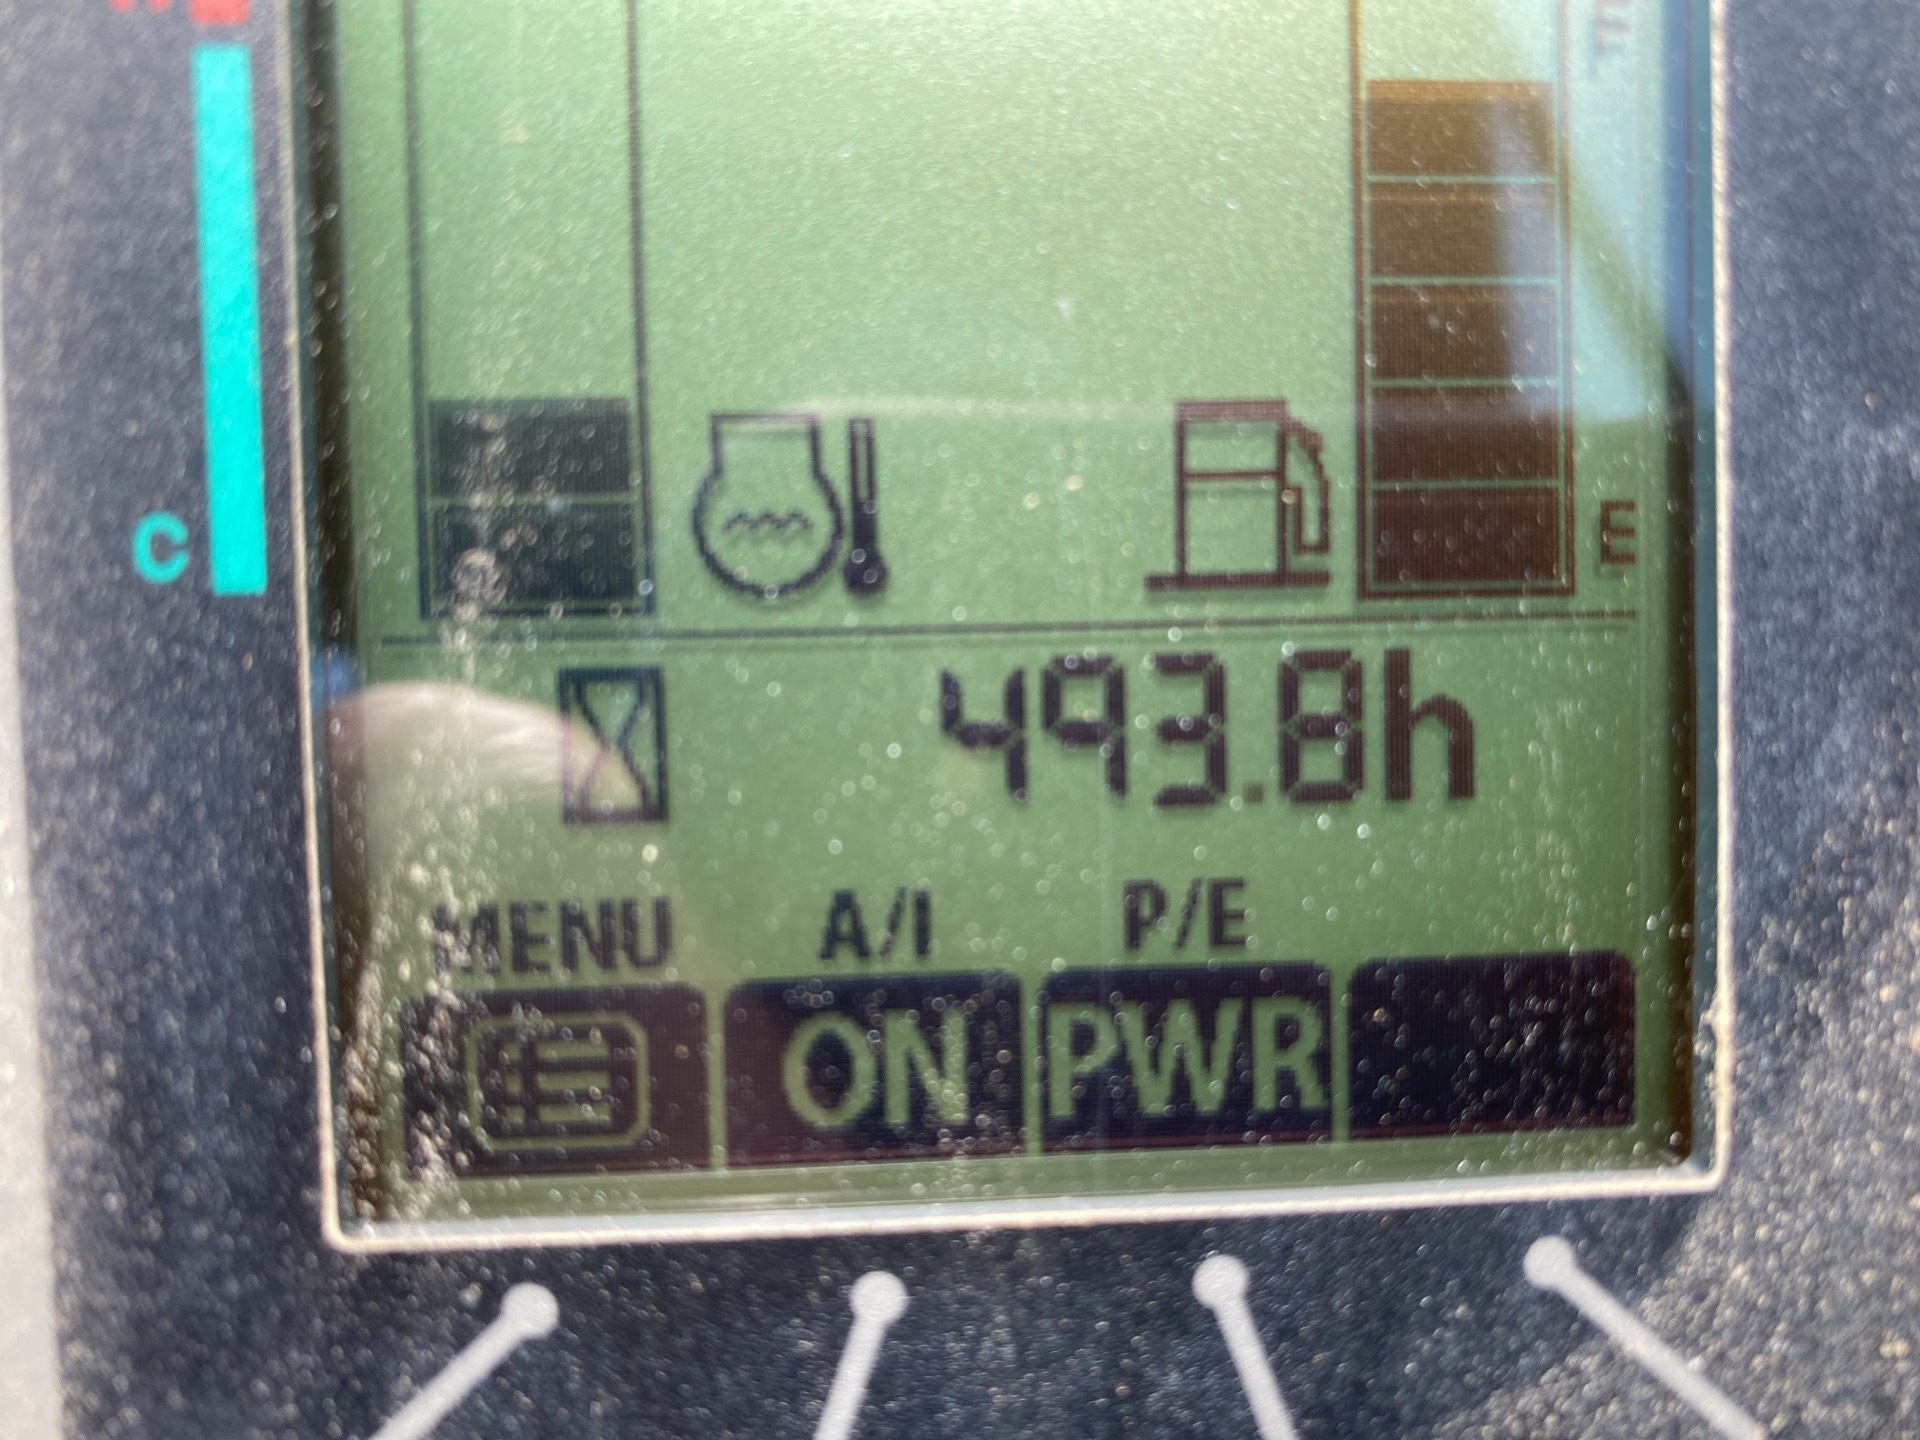 C
E
493.8h
MENU A/I P/E
ON PWR